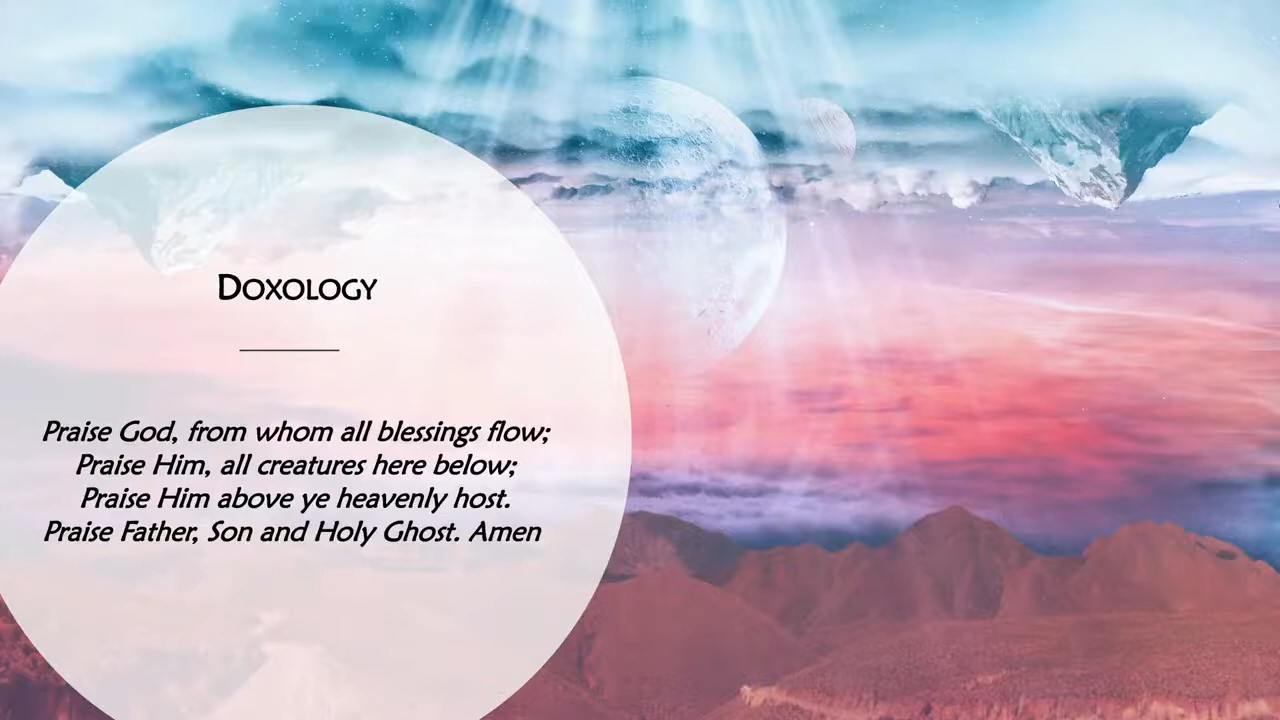 Doxology
Praise God, from whom all blessings flow;
Praise Him, all creatures here below;
Praise Him above ye heavenly host.
Praise Father, Son and Holy Ghost. Amen